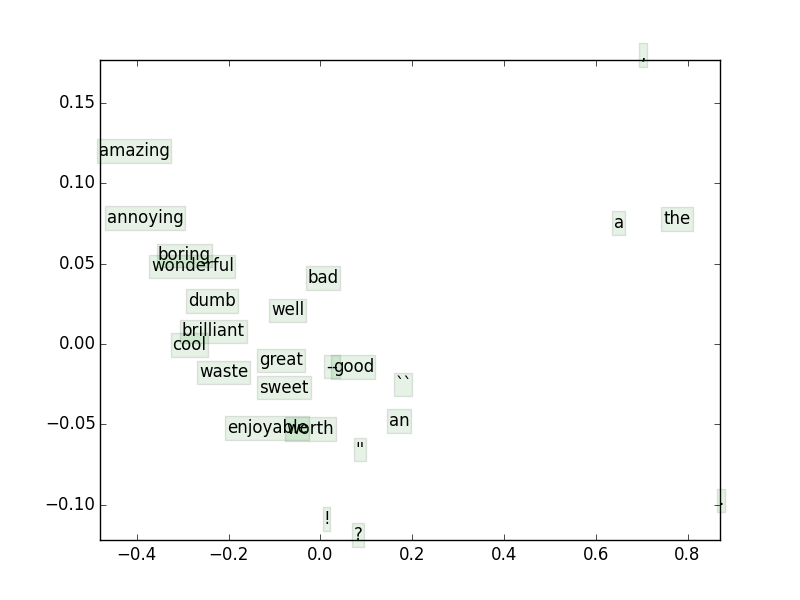 ,
0.15
amazing
0.10
annoying
a
the
boring
0.05
wonderful
bad
dumb
well
brilliant
0.00
cool
great
--
good
waste
sweet
``
−0.05
enjoyable
worth
an
"
−0.10
.
!
?
−0.4
−0.2
0.0
0.2
0.4
0.6
0.8